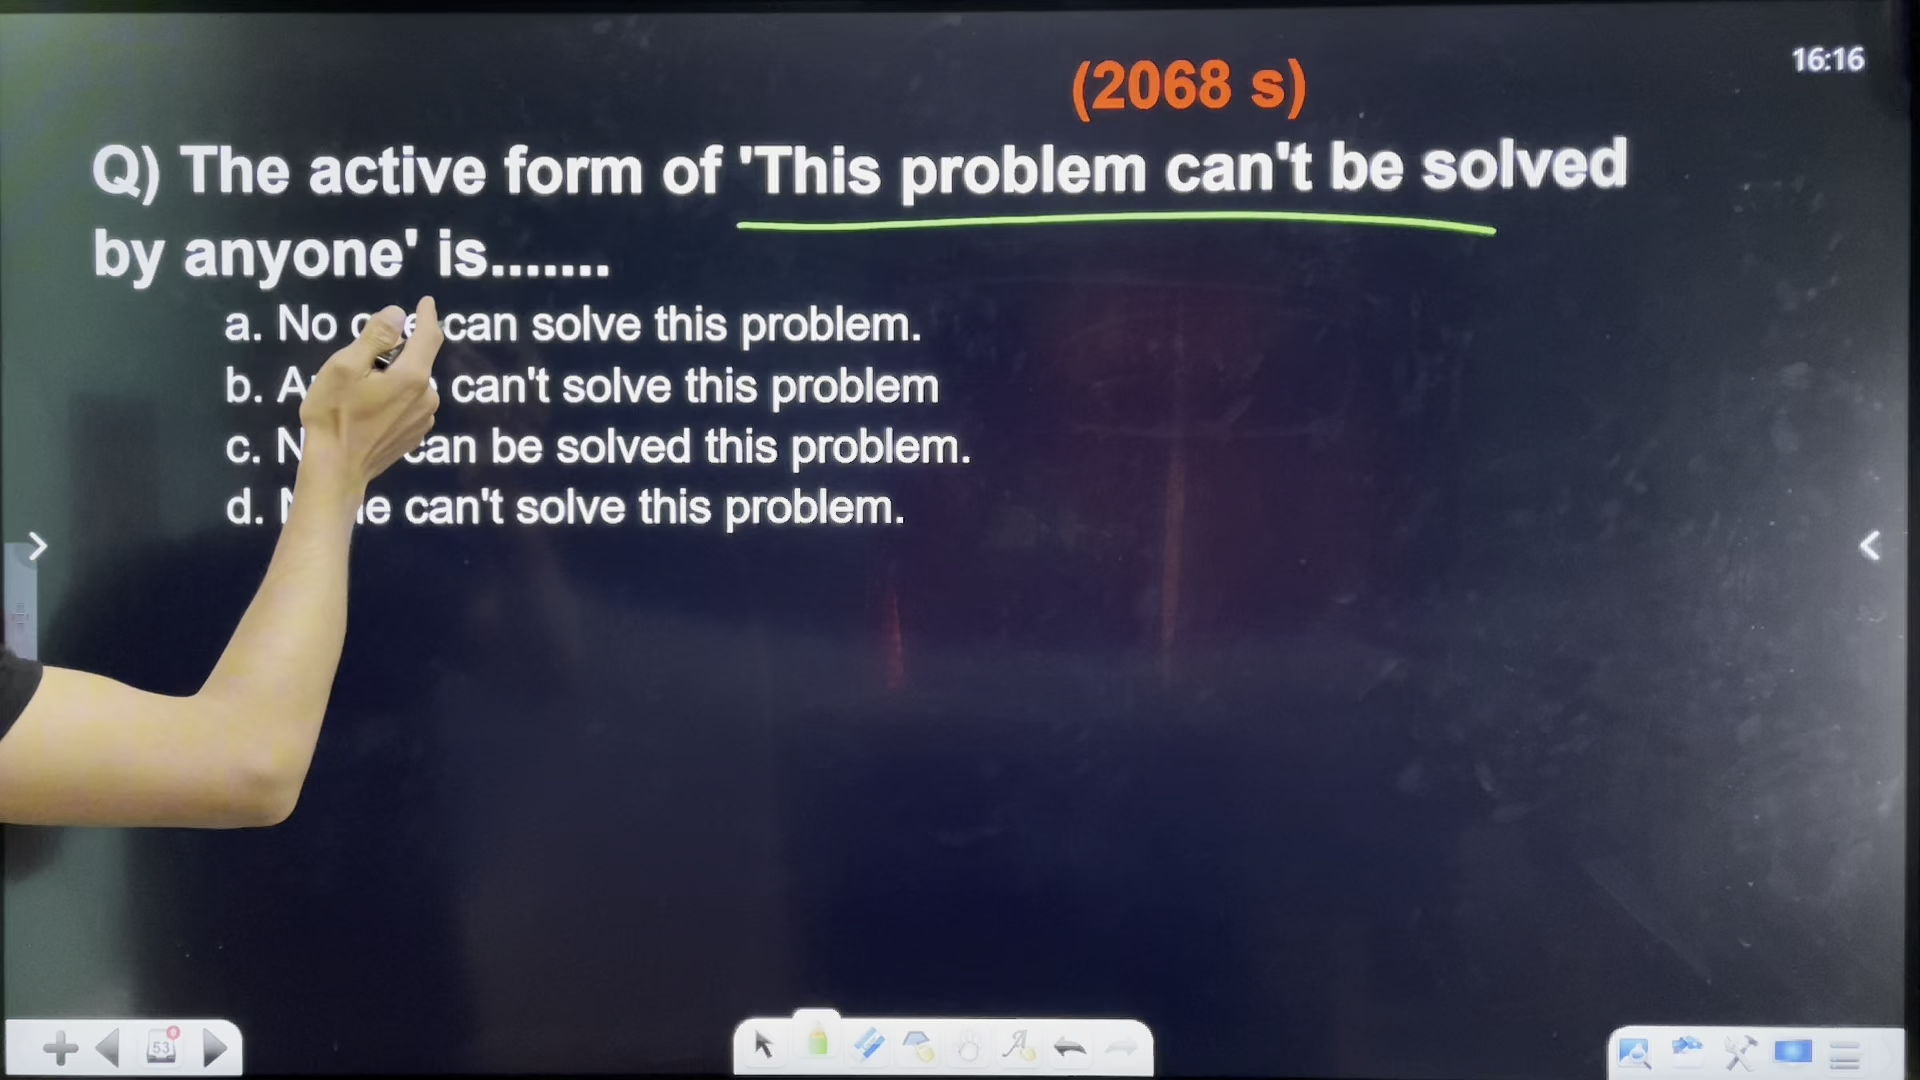 16:16
(2068 s)
Q) The active form of 'This problem can't be solved
by anyone' is.......
a. No can solve this problem.
b. can't solve this problem
c. can be solved this problem.
d. can't solve this problem.
53